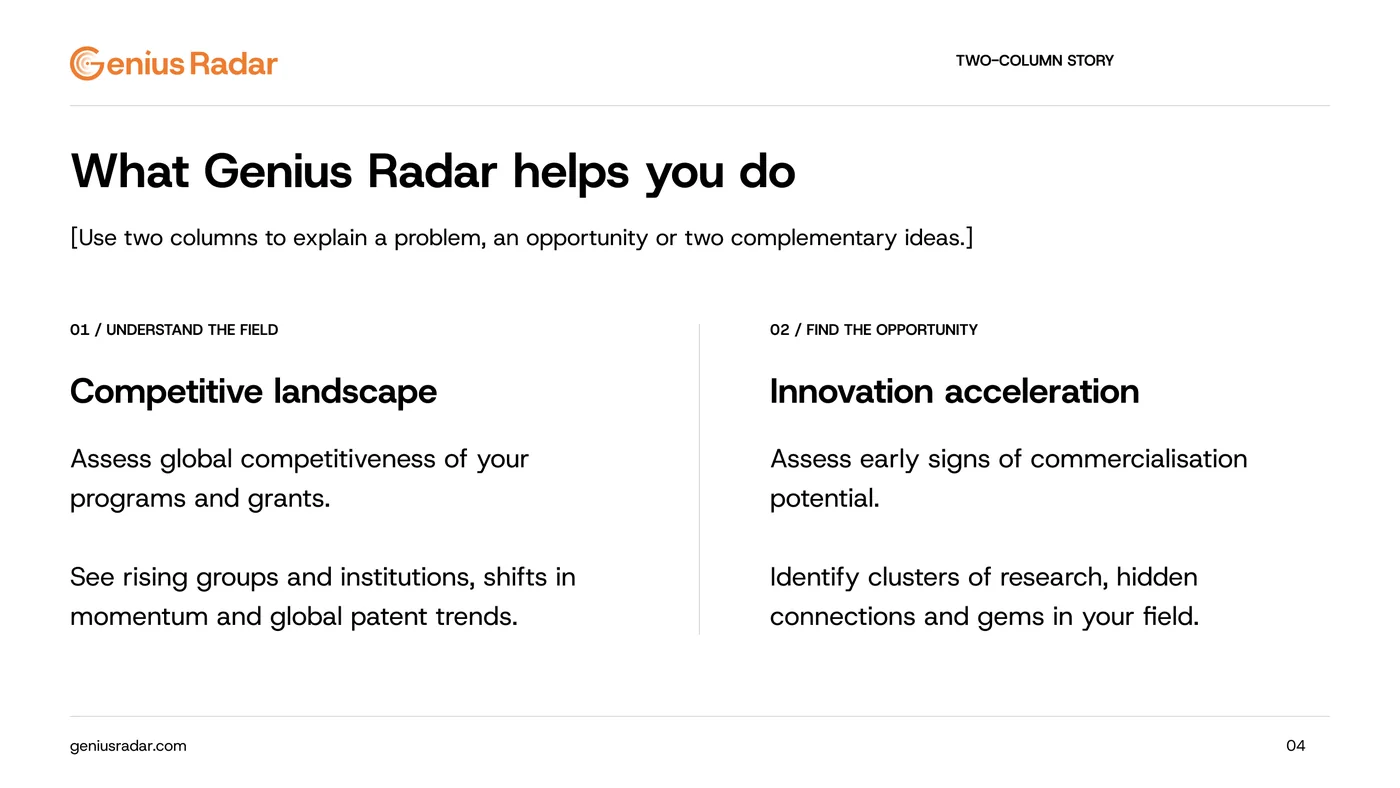 Genius Radar
TWO-COLUMN STORY
What Genius Radar helps you do
[Use two columns to explain a problem, an opportunity or two complementary ideas.]
01 / UNDERSTAND THE FIELD
Competitive landscape
Assess global competitiveness of your
programs and grants.
See rising groups and institutions, shifts in
momentum and global patent trends.
02 / FIND THE OPPORTUNITY
Innovation acceleration
Assess early signs of commercialisation
potential.
Identify clusters of research, hidden
connections and gems in your field.
geniusradar.com
04